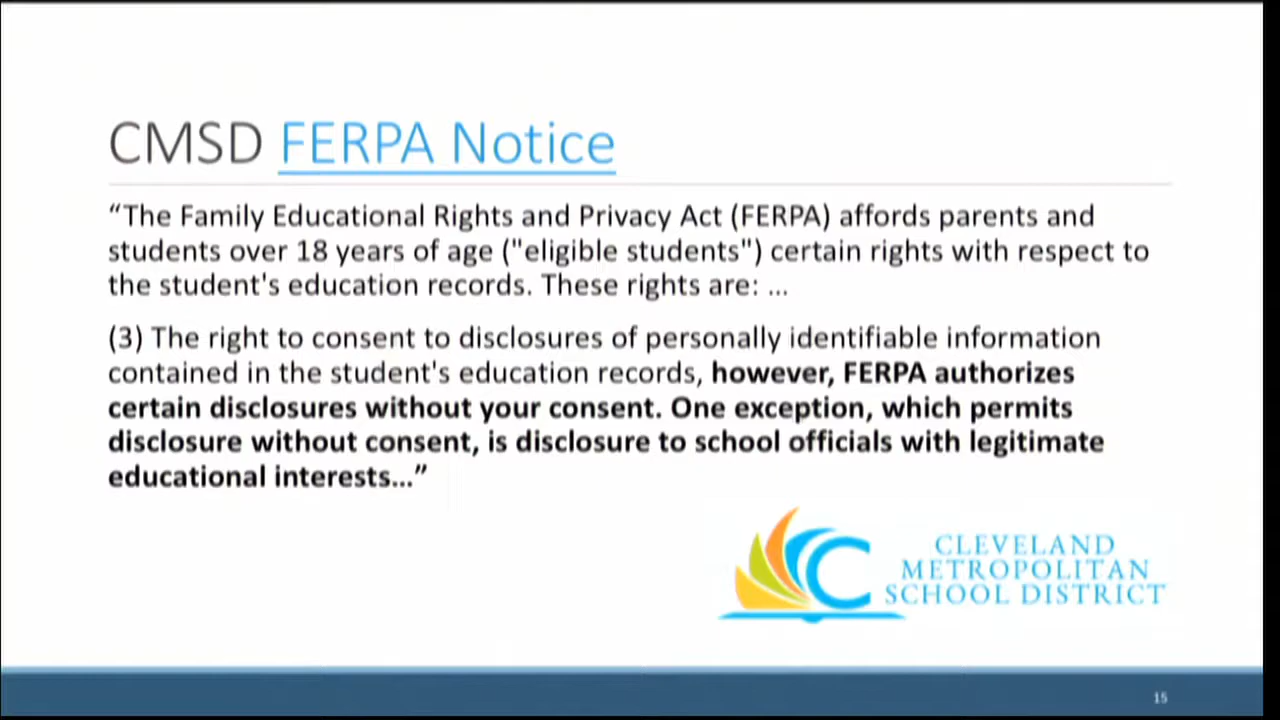 CMSD FERPA Notice
“The Family Educational Rights and Privacy Act (FERPA) affords parents and
students over 18 years of age ("eligible students") certain rights with respect to
the student's education records. These rights are: ...
(3) The right to consent to disclosures of personally identifiable information
contained in the student's education records, however, FERPA authorizes
certain disclosures without your consent. One exception, which permits
disclosure without consent, is disclosure to school officials with legitimate
educational interests...”
CLEVELAND
METROPOLITAN
SCHOOL DISTRICT
15